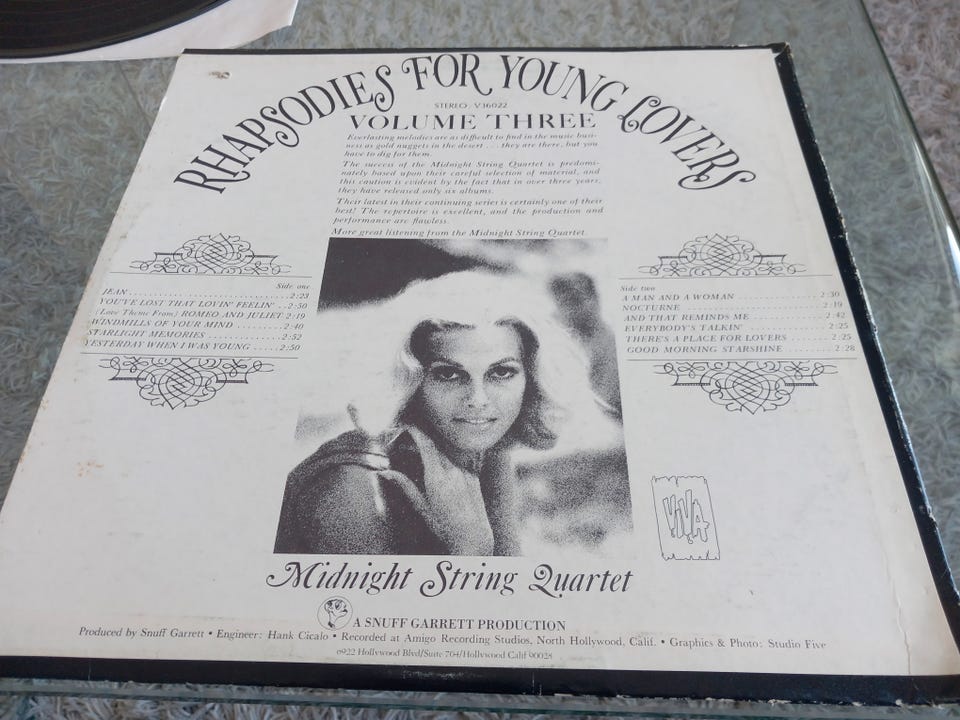 RHAPSODIES FOR YOUNG LOVERS
STEREO V36022
VOLUME THREE
Everlasting melodies are as difficult to find in the music busi-
ness as gold nuggets in the desert . . . they are there, but you
have to dig for them.
The success of the Midnight String Quartet is predomi-
nately based upon their careful selection of material, and
this caution is evident by the fact that in over three years,
they have released only six albums.
Their latest in their continuing series is certainly one of their
best! The repertoire is excellent, and the production and
performance are flawless.
More great listening from the Midnight String Quartet
Side one
JEAN 2:23
YOU'VE LOST THAT LOVIN' FEELIN' 2:50
(Love Theme From) ROMEO AND JULIET 2:19
WINDMILLS OF YOUR MIND 2:40
STARLIGHT MEMORIES 2:52
YESTERDAY WHEN I WAS YOUNG 2:50
Side two
A MAN AND A WOMAN 2:30
NOCTURNE 2:19
AND THAT REMINDS ME 2:42
EVERYBODY'S TALKIN' 2:25
THERE'S A PLACE FOR LOVERS 2:25
GOOD MORNING STARSHINE 2:28
VIVA
Midnight String Quartet
A SNUFF GARRETT PRODUCTION
Produced by Snuff Garrett • Engineer: Hank Cicalo • Recorded at Amigo Recording Studios, North Hollywood, Calif. • Graphics & Photo: Studio Five
6922 Hollywood Blvd/Suite 704/Hollywood Calif 90028